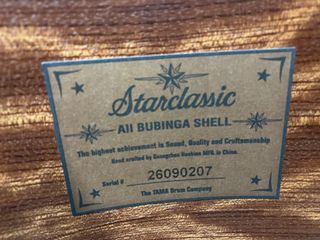 Starclassic
All BUBINGA SHELL
The highest achievement in Sound, Quality and Craftsmanship
Hand crafted by Guangzhou Hoshino MFG. in China.
Serial # 26090207
The TAMA Drum Company